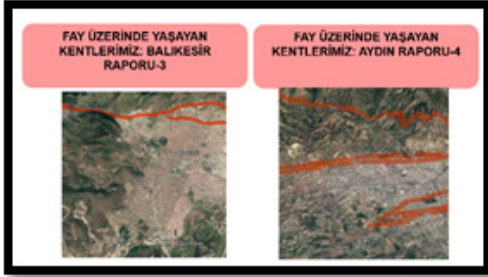 FAY ÜZERİNDE YAŞAYAN
KENTLERİMİZ: BALIKESİR
RAPORU-3
FAY ÜZERİNDE YAŞAYAN
KENTLERİMİZ: AYDIN RAPORU-4